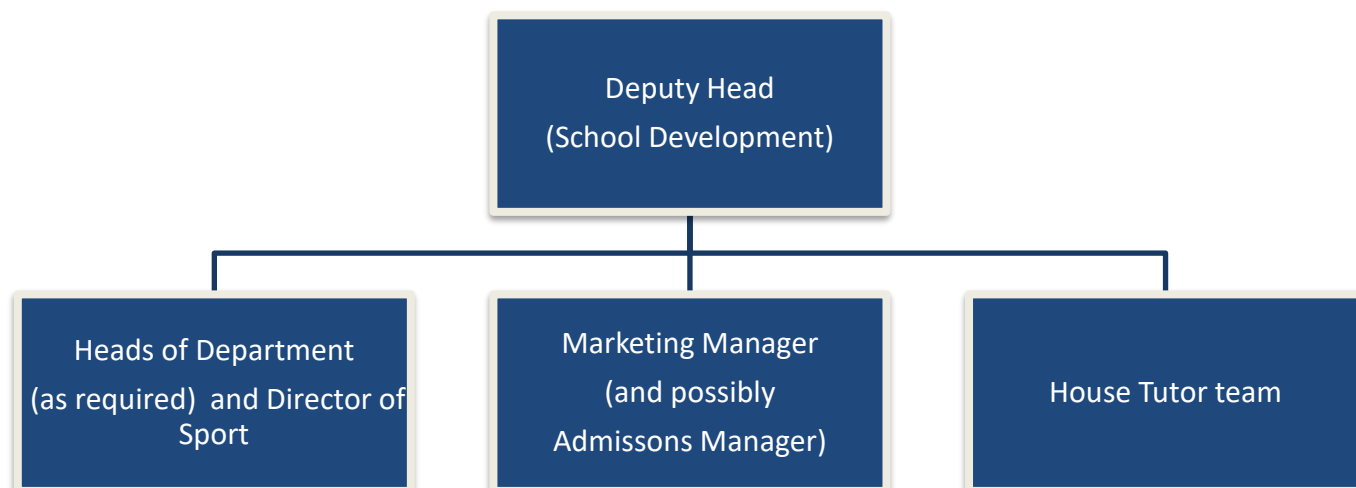 Deputy Head
(School Development)
Heads of Department
(as required)  and Director of
Sport
Marketing Manager
(and possibly
Admissons Manager)
House Tutor team